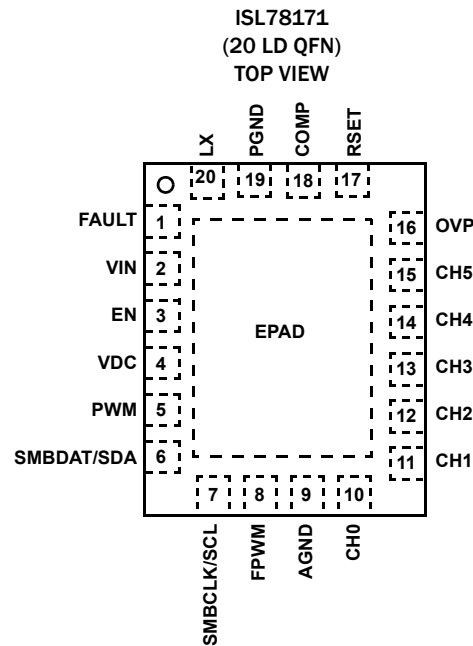 ISL78171
(20 LD QFN)
TOP VIEW
LX
PGND
COMP
RSET
20
19
18
17
FAULT
1
VIN
2
EN
3
VDC
4
PWM
5
SMBDAT/SDA
6
EPAD
16
OVP
15
CH5
14
CH4
13
CH3
12
CH2
11
CH1
7
8
9
10
SMBCLK/SCL
FPWM
AGND
CH0